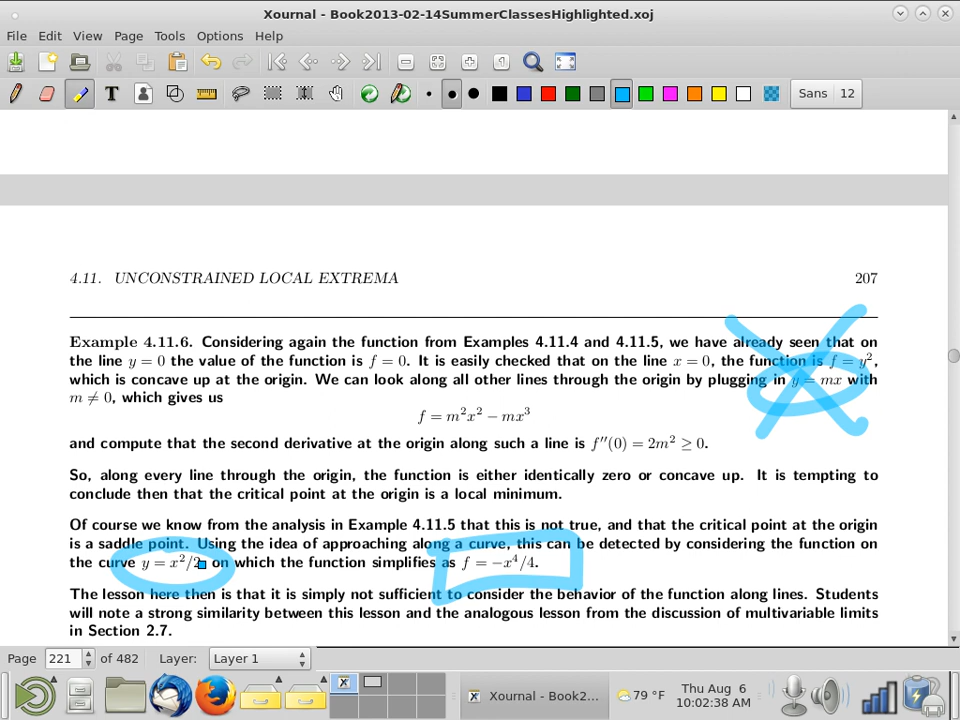 Xournal - Book2013-02-14SummerClassesHighlighted.xoj
File Edit View Page Tools Options Help
Sans 12
4.11. UNCONSTRAINED LOCAL EXTREMA 207
Example 4.11.6. Considering again the function from Examples 4.11.4 and 4.11.5, we have already seen that on
the line y = 0 the value of the function is f = 0. It is easily checked that on the line x = 0, the function is f = y²,
which is concave up at the origin. We can look along all other lines through the origin by plugging in y = mx with
m ≠ 0, which gives us
f = m²x² − mx³
and compute that the second derivative at the origin along such a line is f″(0) = 2m² ≥ 0.
So, along every line through the origin, the function is either identically zero or concave up. It is tempting to
conclude then that the critical point at the origin is a local minimum.
Of course we know from the analysis in Example 4.11.5 that this is not true, and that the critical point at the origin
is a saddle point. Using the idea of approaching along a curve, this can be detected by considering the function on
the curve y = x²/2, on which the function simplifies as f = −x⁴/4.
The lesson here then is that it is simply not sufficient to consider the behavior of the function along lines. Students
will note a strong similarity between this lesson and the analogous lesson from the discussion of multivariable limits
in Section 2.7.
Page 221 of 482 Layer: Layer 1
Xournal - Book2... 79 °F Thu Aug 6
10:02:38 AM